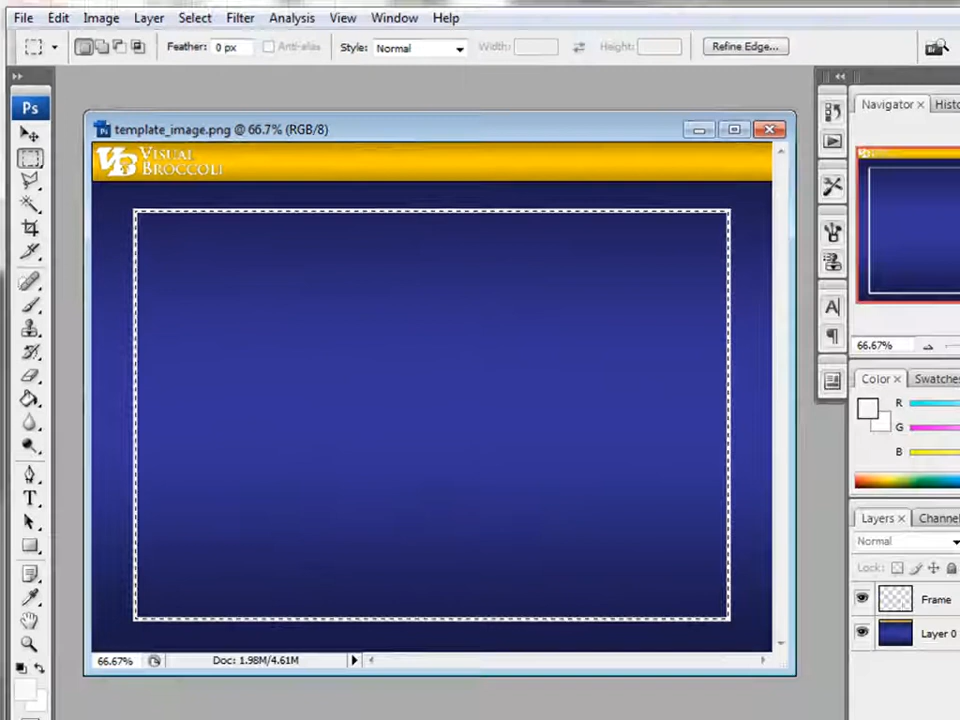 File Edit Image Layer Select Filter Analysis View Window Help
Feather: 0 px Anti-alias Style: Normal Width: Height: Refine Edge...
Ps
template_image.png @ 66.7% (RGB/8)
VB VISUAL
BROCCOLI
66.67% Doc: 1.98M/4.61M
Navigator × Histo
66.67%
Color × Swatches
R
G
B
Layers × Channe
Normal
Lock:
Frame
Layer 0
A
T